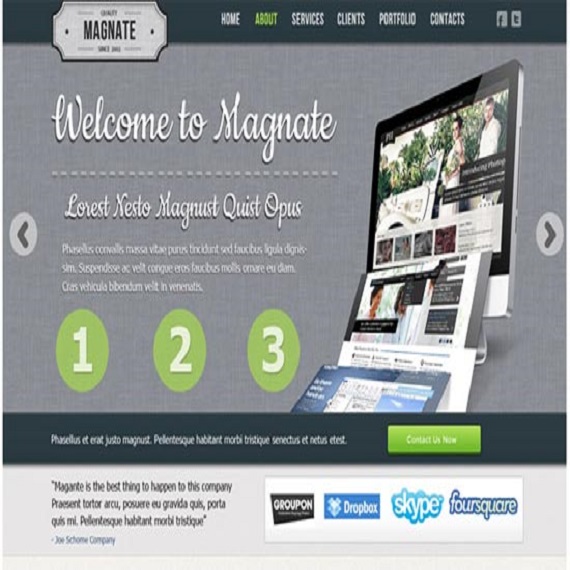 QUALITY
MAGNATE
SINCE 2002
HOME ABOUT SERVICES CLIENTS PORTFOLIO CONTACTS
Welcome to Magnate
Lorest Nesto Magnust Quist Opus
Phasellus convallis massa vitae purus tincidunt sed faucibus ligula dignis-
sim. Suspendisse ac velit congue eros faucibus mollis ornare eu diam.
Cras vehicula bibendum velit in venenatis.
1 2 3
Phasellus et erat justo magnust. Pellentesque habitant morbi tristique senectus et netus etest.
Contact Us Now
"Magante is the best thing to happen to this company
Praesent tortor arcu, posuere eu gravida quis, porta
quis mi. Pellentesque habitant morbi tristique"
- Joe Schome Company
GROUPON Dropbox skype foursquare